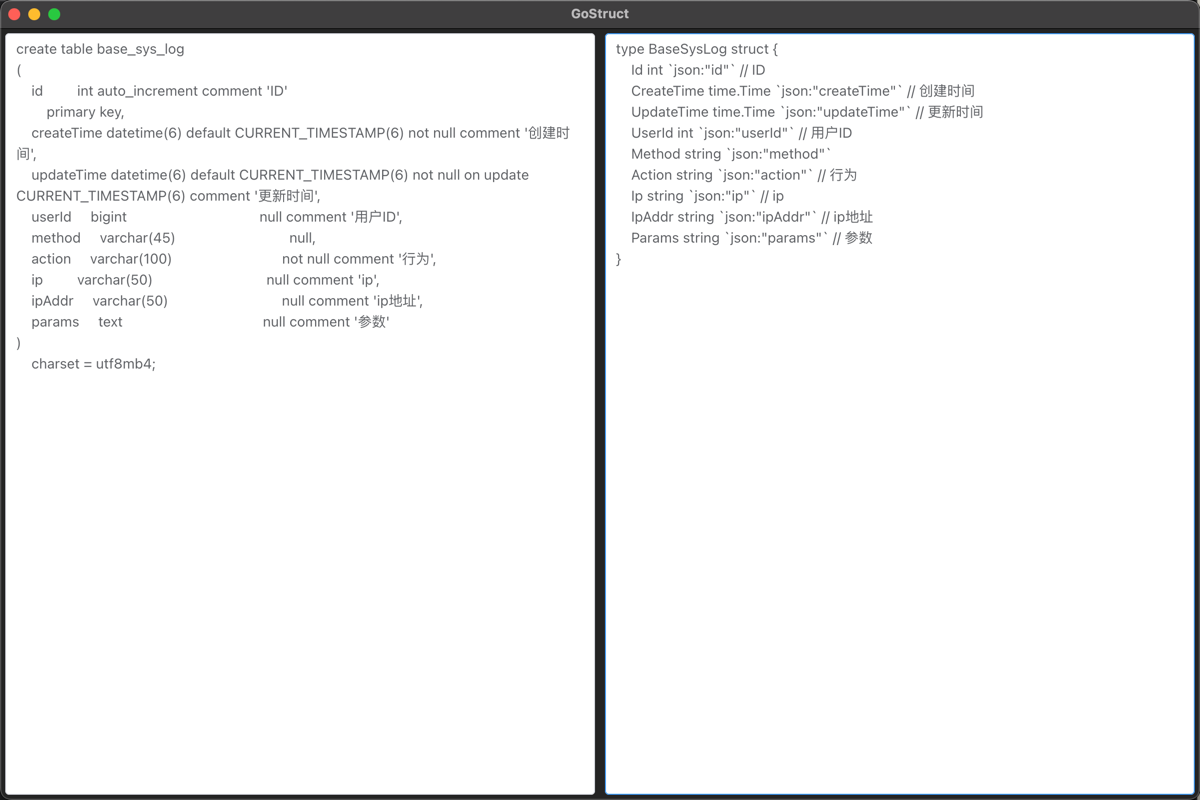 GoStruct
create table base_sys_log
(
    id         int auto_increment comment 'ID'
        primary key,
    createTime datetime(6) default CURRENT_TIMESTAMP(6) not null comment '创建时
间',
    updateTime datetime(6) default CURRENT_TIMESTAMP(6) not null on update
CURRENT_TIMESTAMP(6) comment '更新时间',
    userId     bigint                                   null comment '用户ID',
    method     varchar(45)                              null,
    action     varchar(100)                             not null comment '行为',
    ip         varchar(50)                              null comment 'ip',
    ipAddr     varchar(50)                              null comment 'ip地址',
    params     text                                     null comment '参数'
)
    charset = utf8mb4;
type BaseSysLog struct {
    Id int `json:"id"` // ID
    CreateTime time.Time `json:"createTime"` // 创建时间
    UpdateTime time.Time `json:"updateTime"` // 更新时间
    UserId int `json:"userId"` // 用户ID
    Method string `json:"method"`
    Action string `json:"action"` // 行为
    Ip string `json:"ip"` // ip
    IpAddr string `json:"ipAddr"` // ip地址
    Params string `json:"params"` // 参数
}